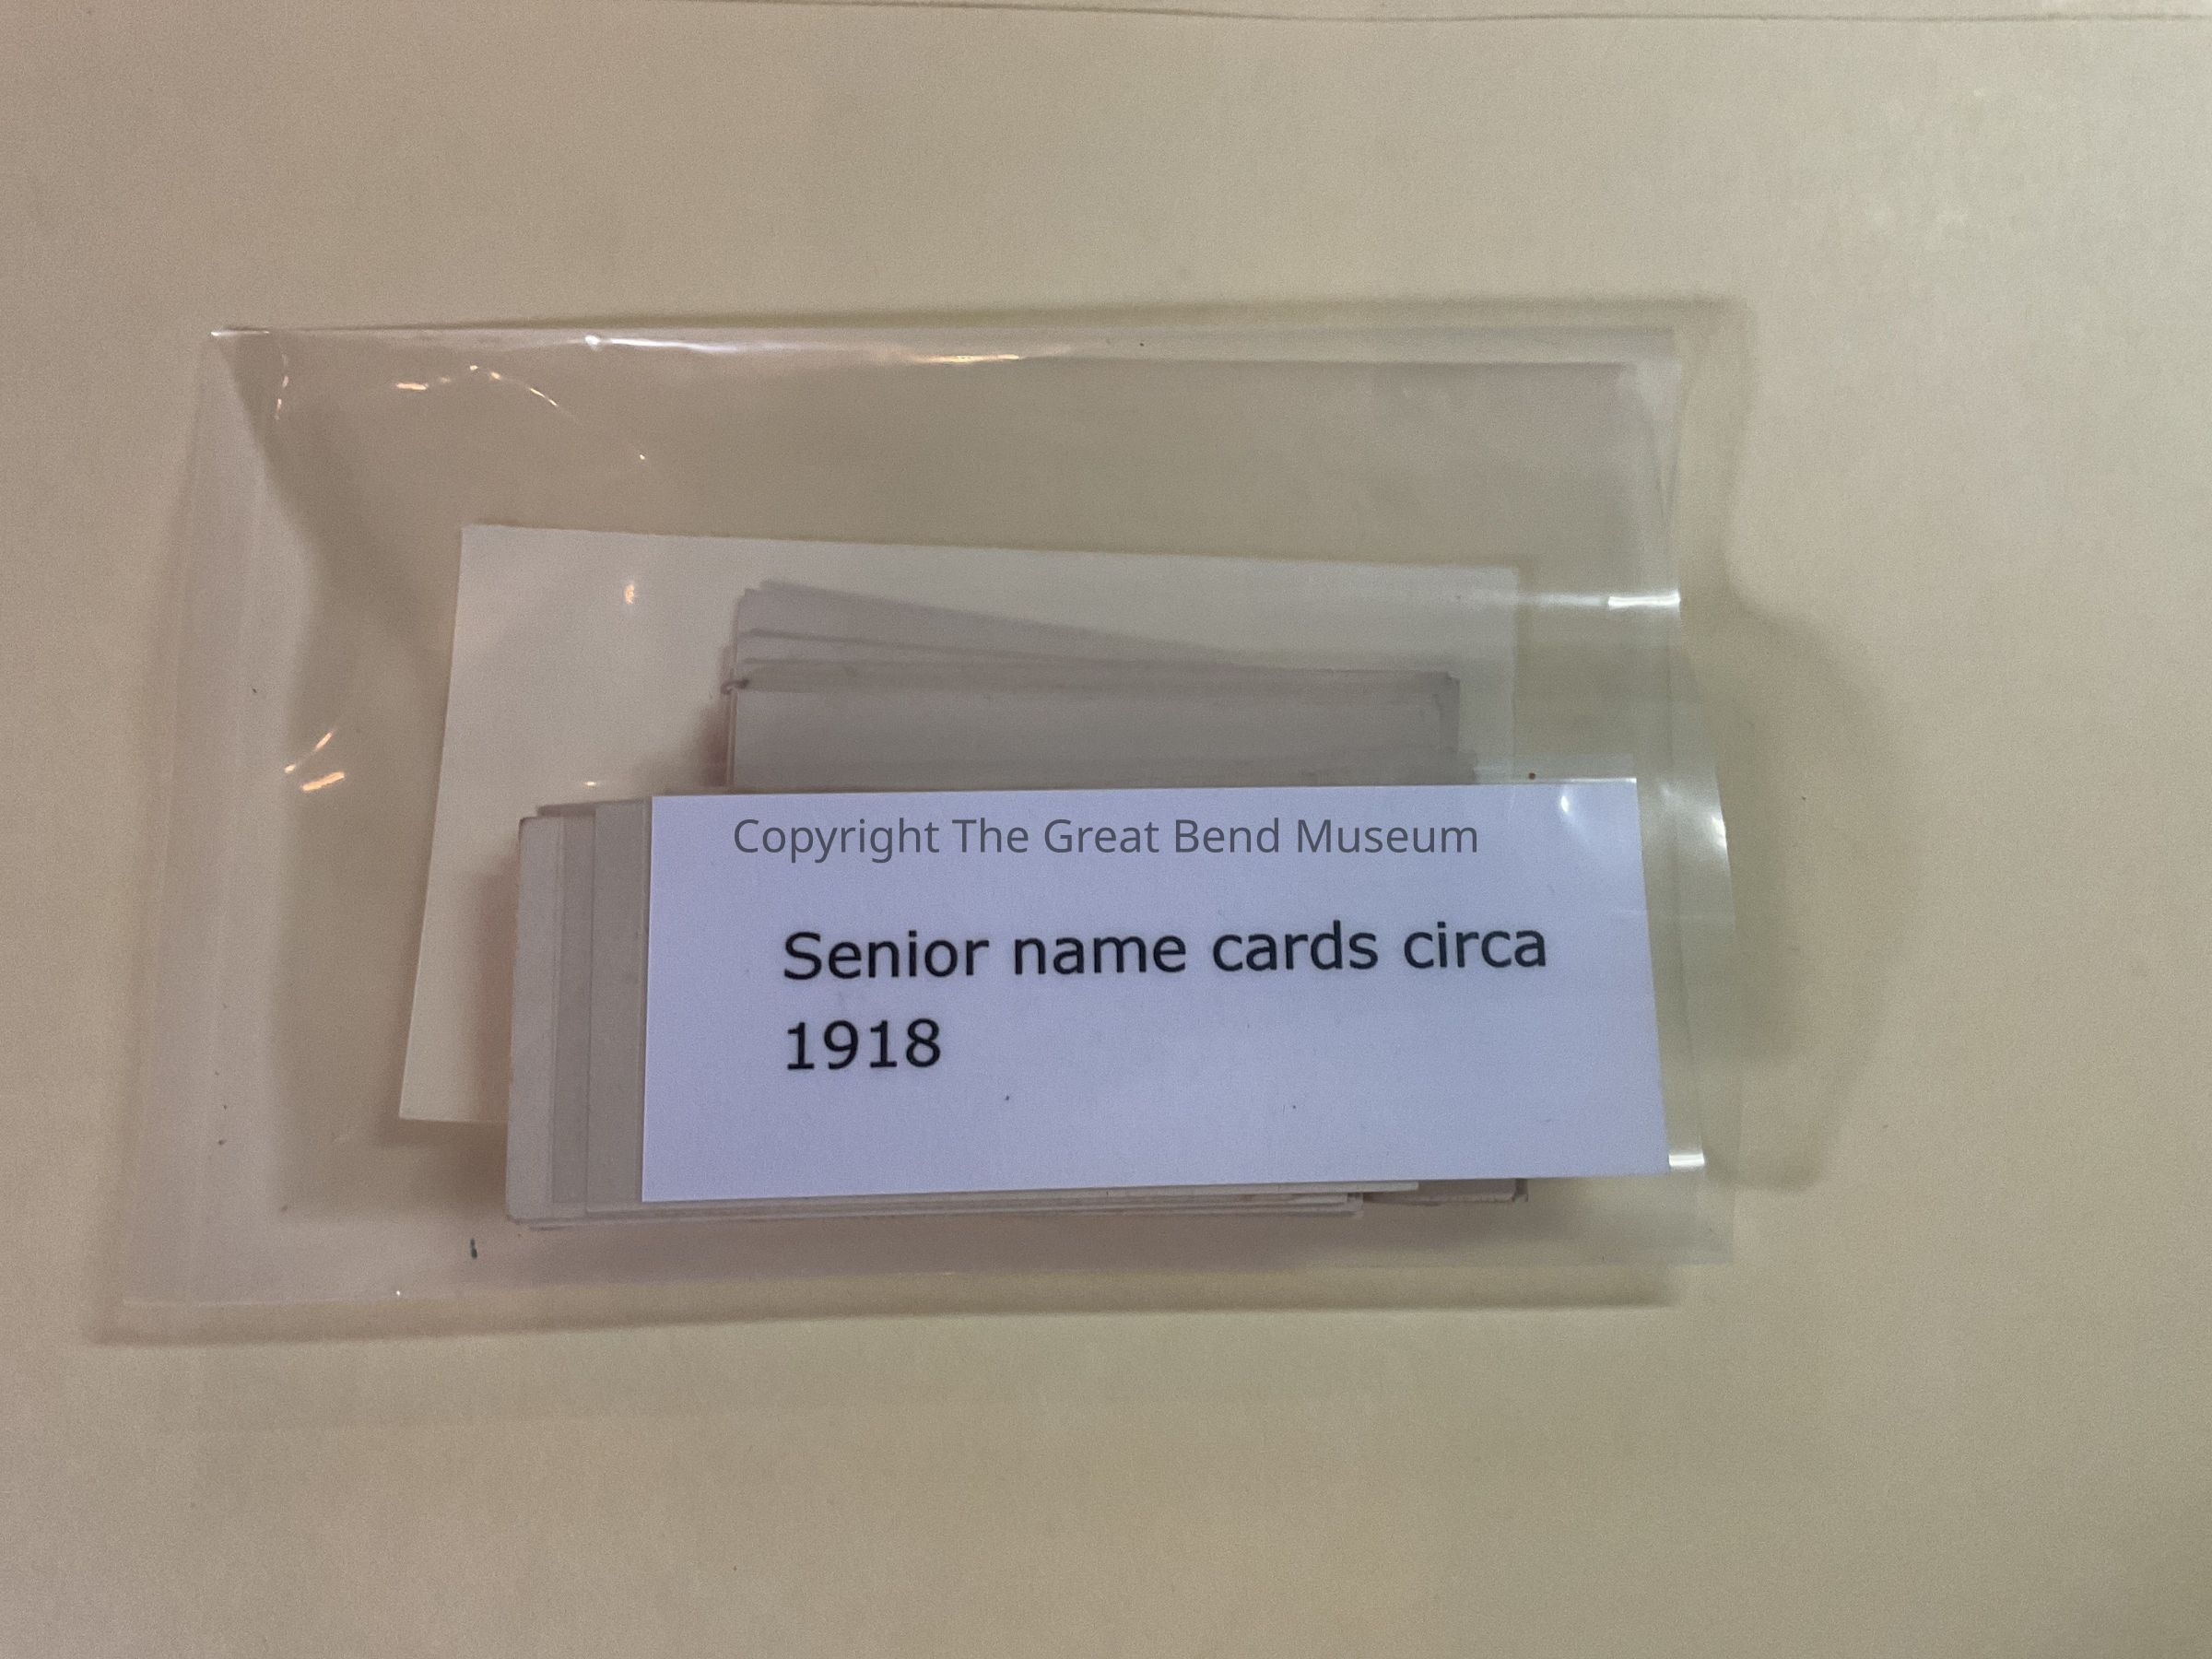 Copyright The Great Bend Museum
Senior name cards circa
1918